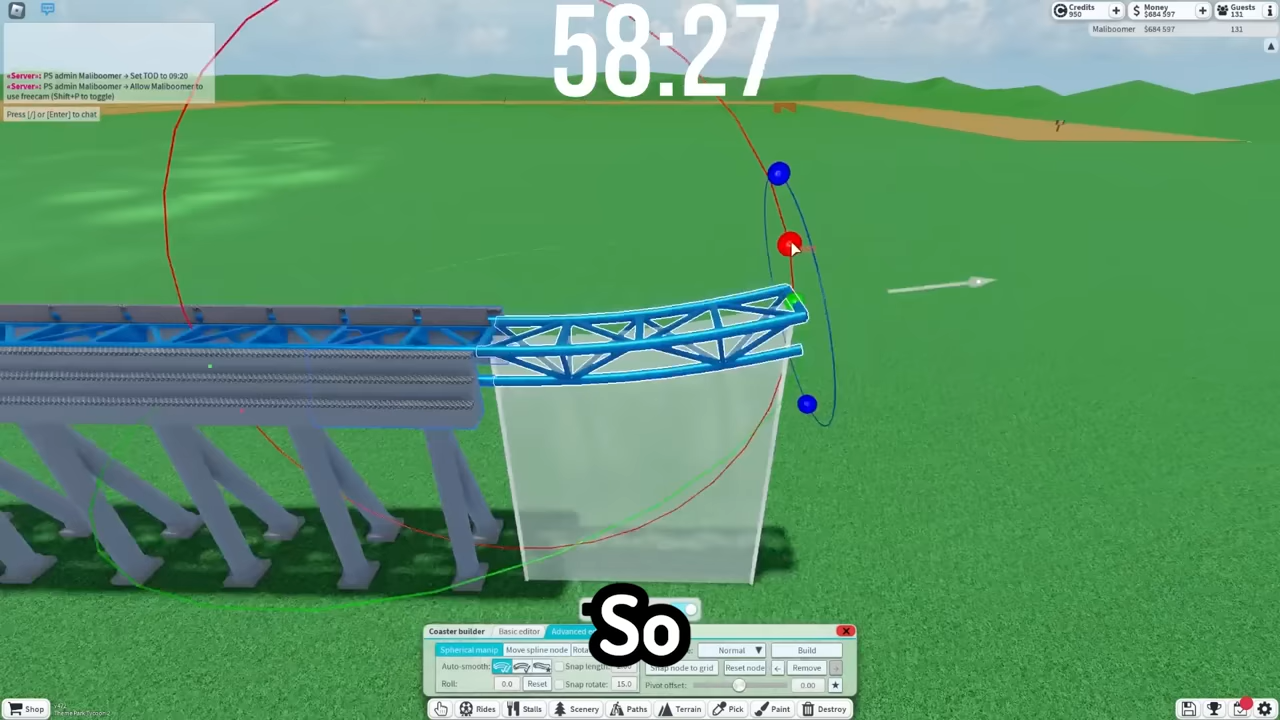 58:27
Credits
950
Money
$684 597
Guests
131
Maliboomer $684 597 131
«Server»: PS admin Maliboomer → Set TOD to 09:20
«Server»: PS admin Maliboomer → Allow Maliboomer to
use freecam (Shift+P to toggle)
Press [/] or [Enter] to chat
So
Coaster builder Basic editor Advanced e
Spherical manip Move spline node Rota Normal Build
Auto-smooth: Snap length: Snap node to grid Reset node Remove
Roll: 0.0 Reset Snap rotate: 15.0 Pivot offset: 0.00
Shop Rides Stalls Scenery Paths Terrain Pick Paint Destroy